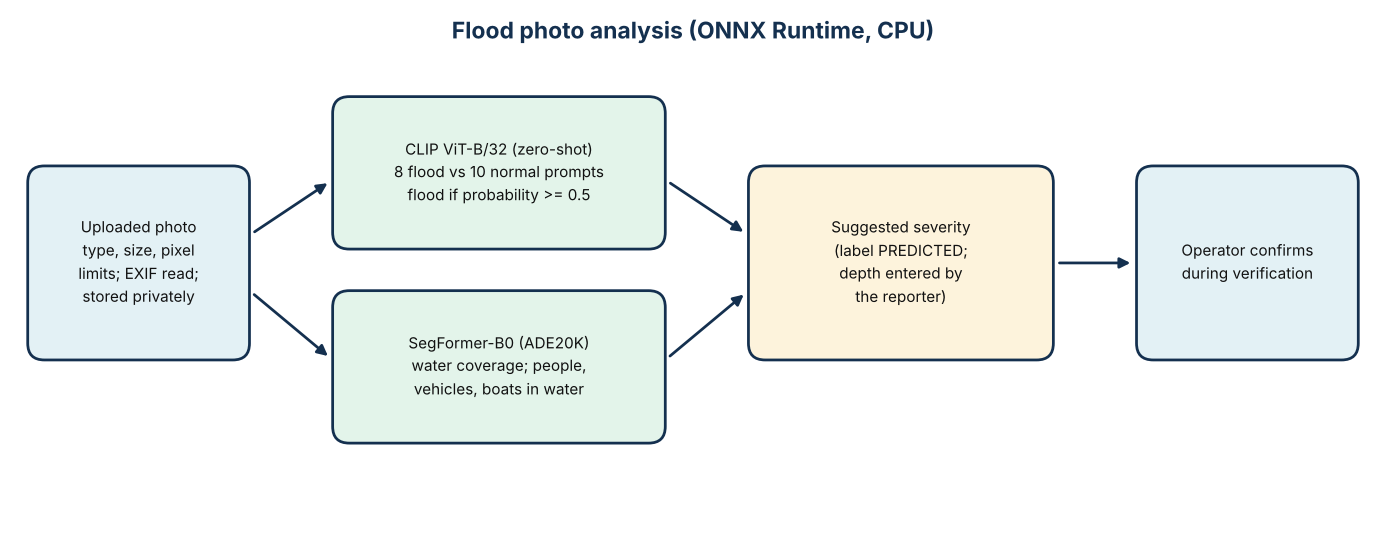 Flood photo analysis (ONNX Runtime, CPU)
Uploaded photo
type, size, pixel
limits; EXIF read;
stored privately
CLIP ViT-B/32 (zero-shot)
8 flood vs 10 normal prompts
flood if probability >= 0.5
SegFormer-B0 (ADE20K)
water coverage; people,
vehicles, boats in water
Suggested severity
(label PREDICTED;
depth entered by
the reporter)
Operator confirms
during verification